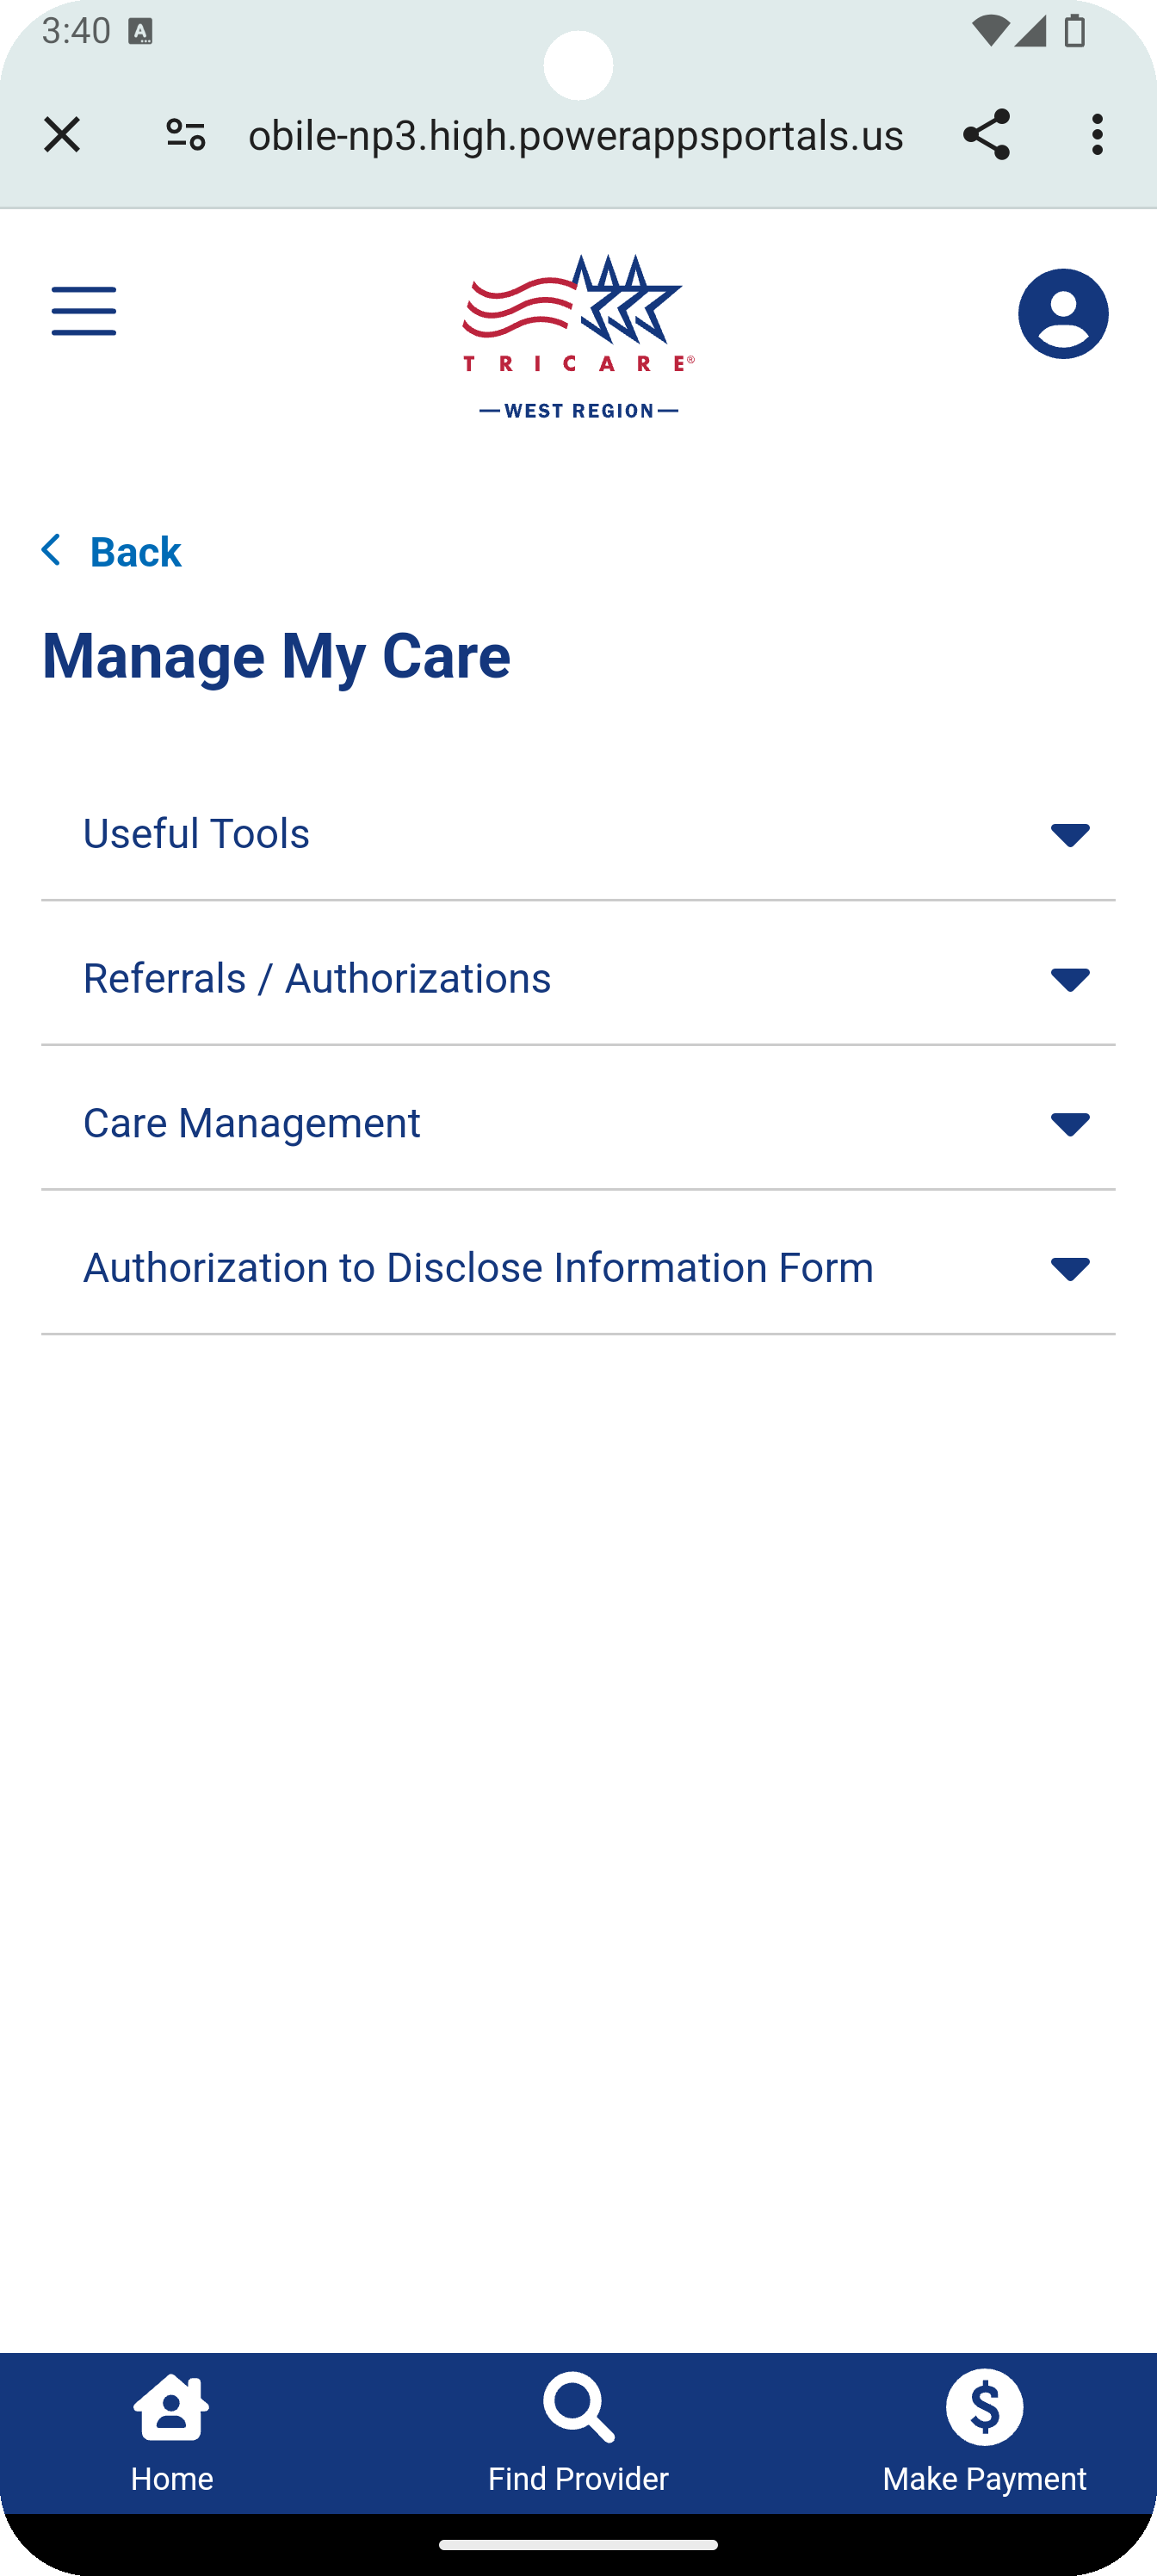 3:40
obile-np3.high.powerappsportals.us
TRICARE®
WEST REGION
Back
Manage My Care
Useful Tools
Referrals / Authorizations
Care Management
Authorization to Disclose Information Form
Home
Find Provider
Make Payment